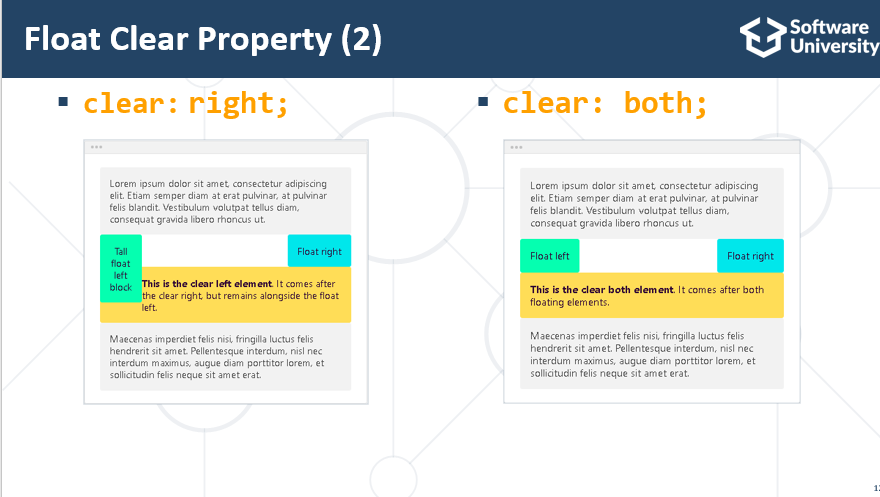 Float Clear Property (2)
Software
University
clear: right;
Lorem ipsum dolor sit amet, consectetur adipiscing
elit. Etiam semper diam at erat pulvinar, at pulvinar
felis blandit. Vestibulum volutpat tellus diam,
consequat gravida libero rhoncus ut.
Tall
float
left
block
Float right
This is the clear left element. It comes after
the clear right, but remains alongside the float
left.
Maecenas imperdiet felis nisi, fringilla luctus felis
hendrerit sit amet. Pellentesque interdum, nisl nec
interdum maximus, augue diam porttitor lorem, et
sollicitudin felis neque sit amet erat.
clear: both;
Lorem ipsum dolor sit amet, consectetur adipiscing
elit. Etiam semper diam at erat pulvinar, at pulvinar
felis blandit. Vestibulum volutpat tellus diam,
consequat gravida libero rhoncus ut.
Float left
Float right
This is the clear both element. It comes after both
floating elements.
Maecenas imperdiet felis nisi, fringilla luctus felis
hendrerit sit amet. Pellentesque interdum, nisl nec
interdum maximus, augue diam porttitor lorem, et
sollicitudin felis neque sit amet erat.